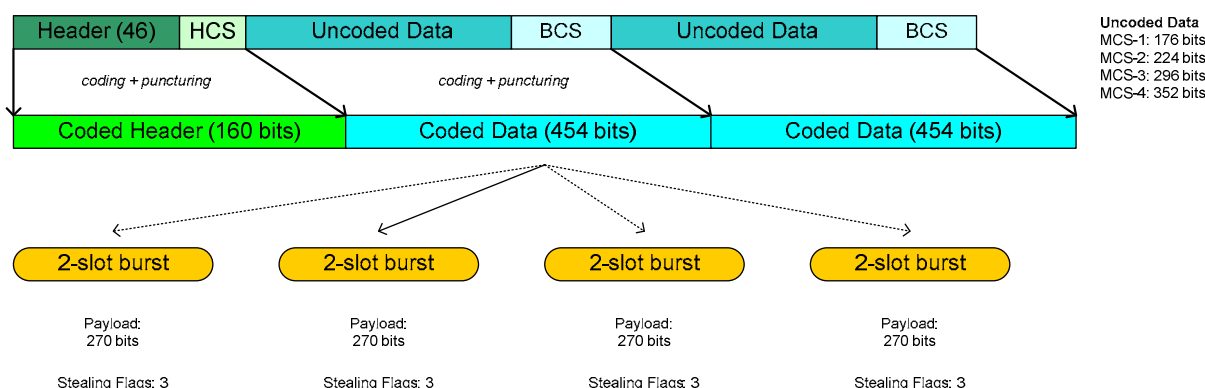 Header (46) HCS Uncoded Data BCS Uncoded Data BCS
Uncoded Data
MCS-1: 176 bits
MCS-2: 224 bits
MCS-3: 296 bits
MCS-4: 352 bits
coding + puncturing coding + puncturing
Coded Header (160 bits) Coded Data (454 bits) Coded Data (454 bits)
2-slot burst 2-slot burst 2-slot burst 2-slot burst
Payload: Payload: Payload: Payload:
270 bits 270 bits 270 bits 270 bits
Stealing Flags: 3 Stealing Flags: 3 Stealing Flags: 3 Stealing Flags: 3